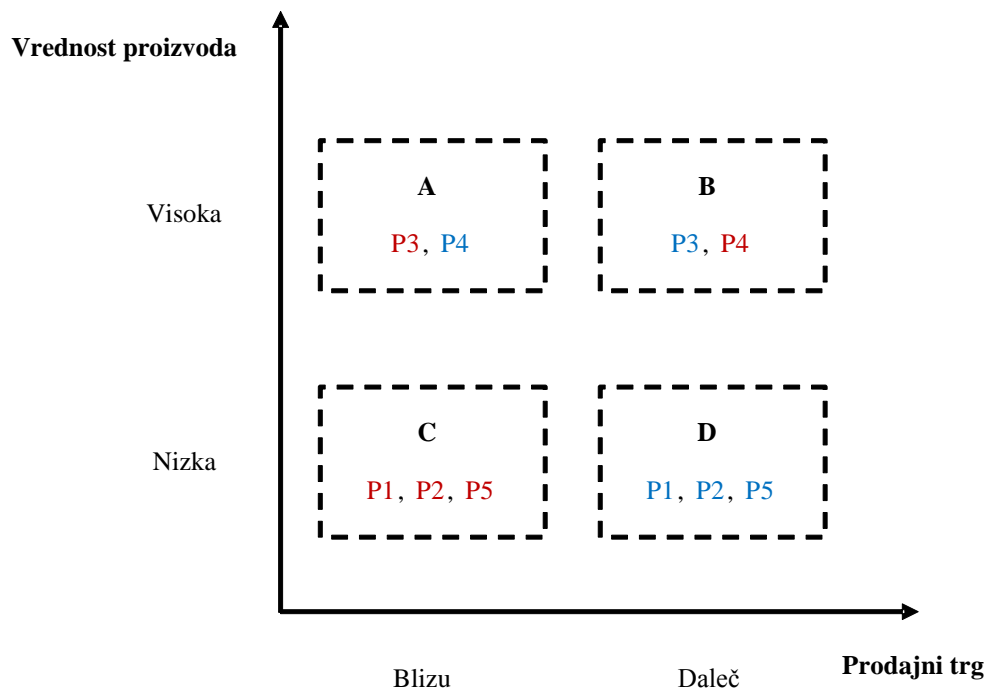 Vrednost proizvoda
Visoka
A
P3, P4
B
P3, P4
Nizka
C
P1, P2, P5
D
P1, P2, P5
Blizu
Daleč
Prodajni trg